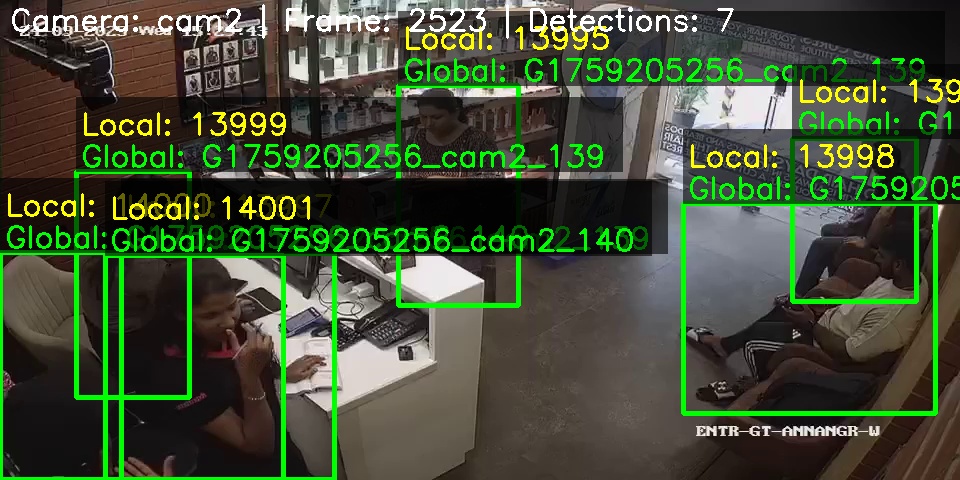 Camera: cam2 | Frame: 2523 | Detections: 7
Local: 13995
Global: G1759205256_cam2_139
Local: 139
Global: G1
Local: 13999
Global: G1759205256_cam2_139
Local: 13998
Global: G1759205
Local:
Local: 14001
Global:
Global: G1759205256_cam2_140
ENTR-GT-ANNANGR-W